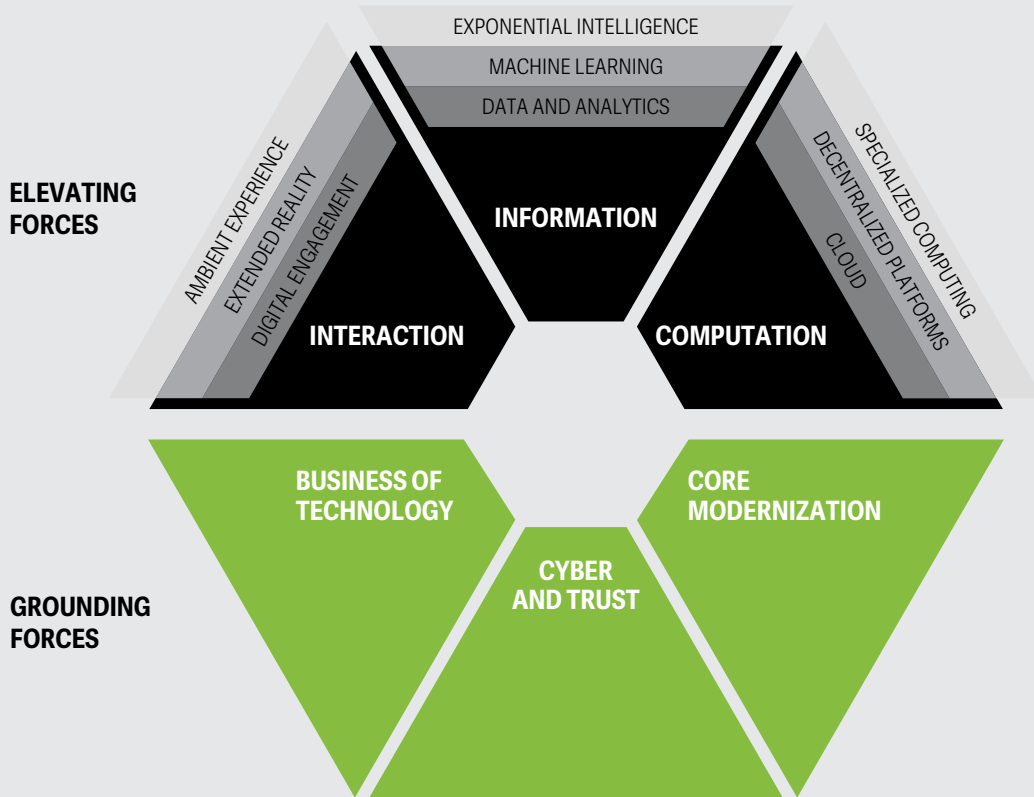 EXPONENTIAL INTELLIGENCE
MACHINE LEARNING
DATA AND ANALYTICS
INFORMATION
ELEVATING
FORCES
AMBIENT EXPERIENCE
EXTENDED REALITY
DIGITAL ENGAGEMENT
INTERACTION
SPECIALIZED COMPUTING
DECENTRALIZED PLATFORMS
CLOUD
COMPUTATION
BUSINESS OF
TECHNOLOGY
CORE
MODERNIZATION
CYBER
AND TRUST
GROUNDING
FORCES